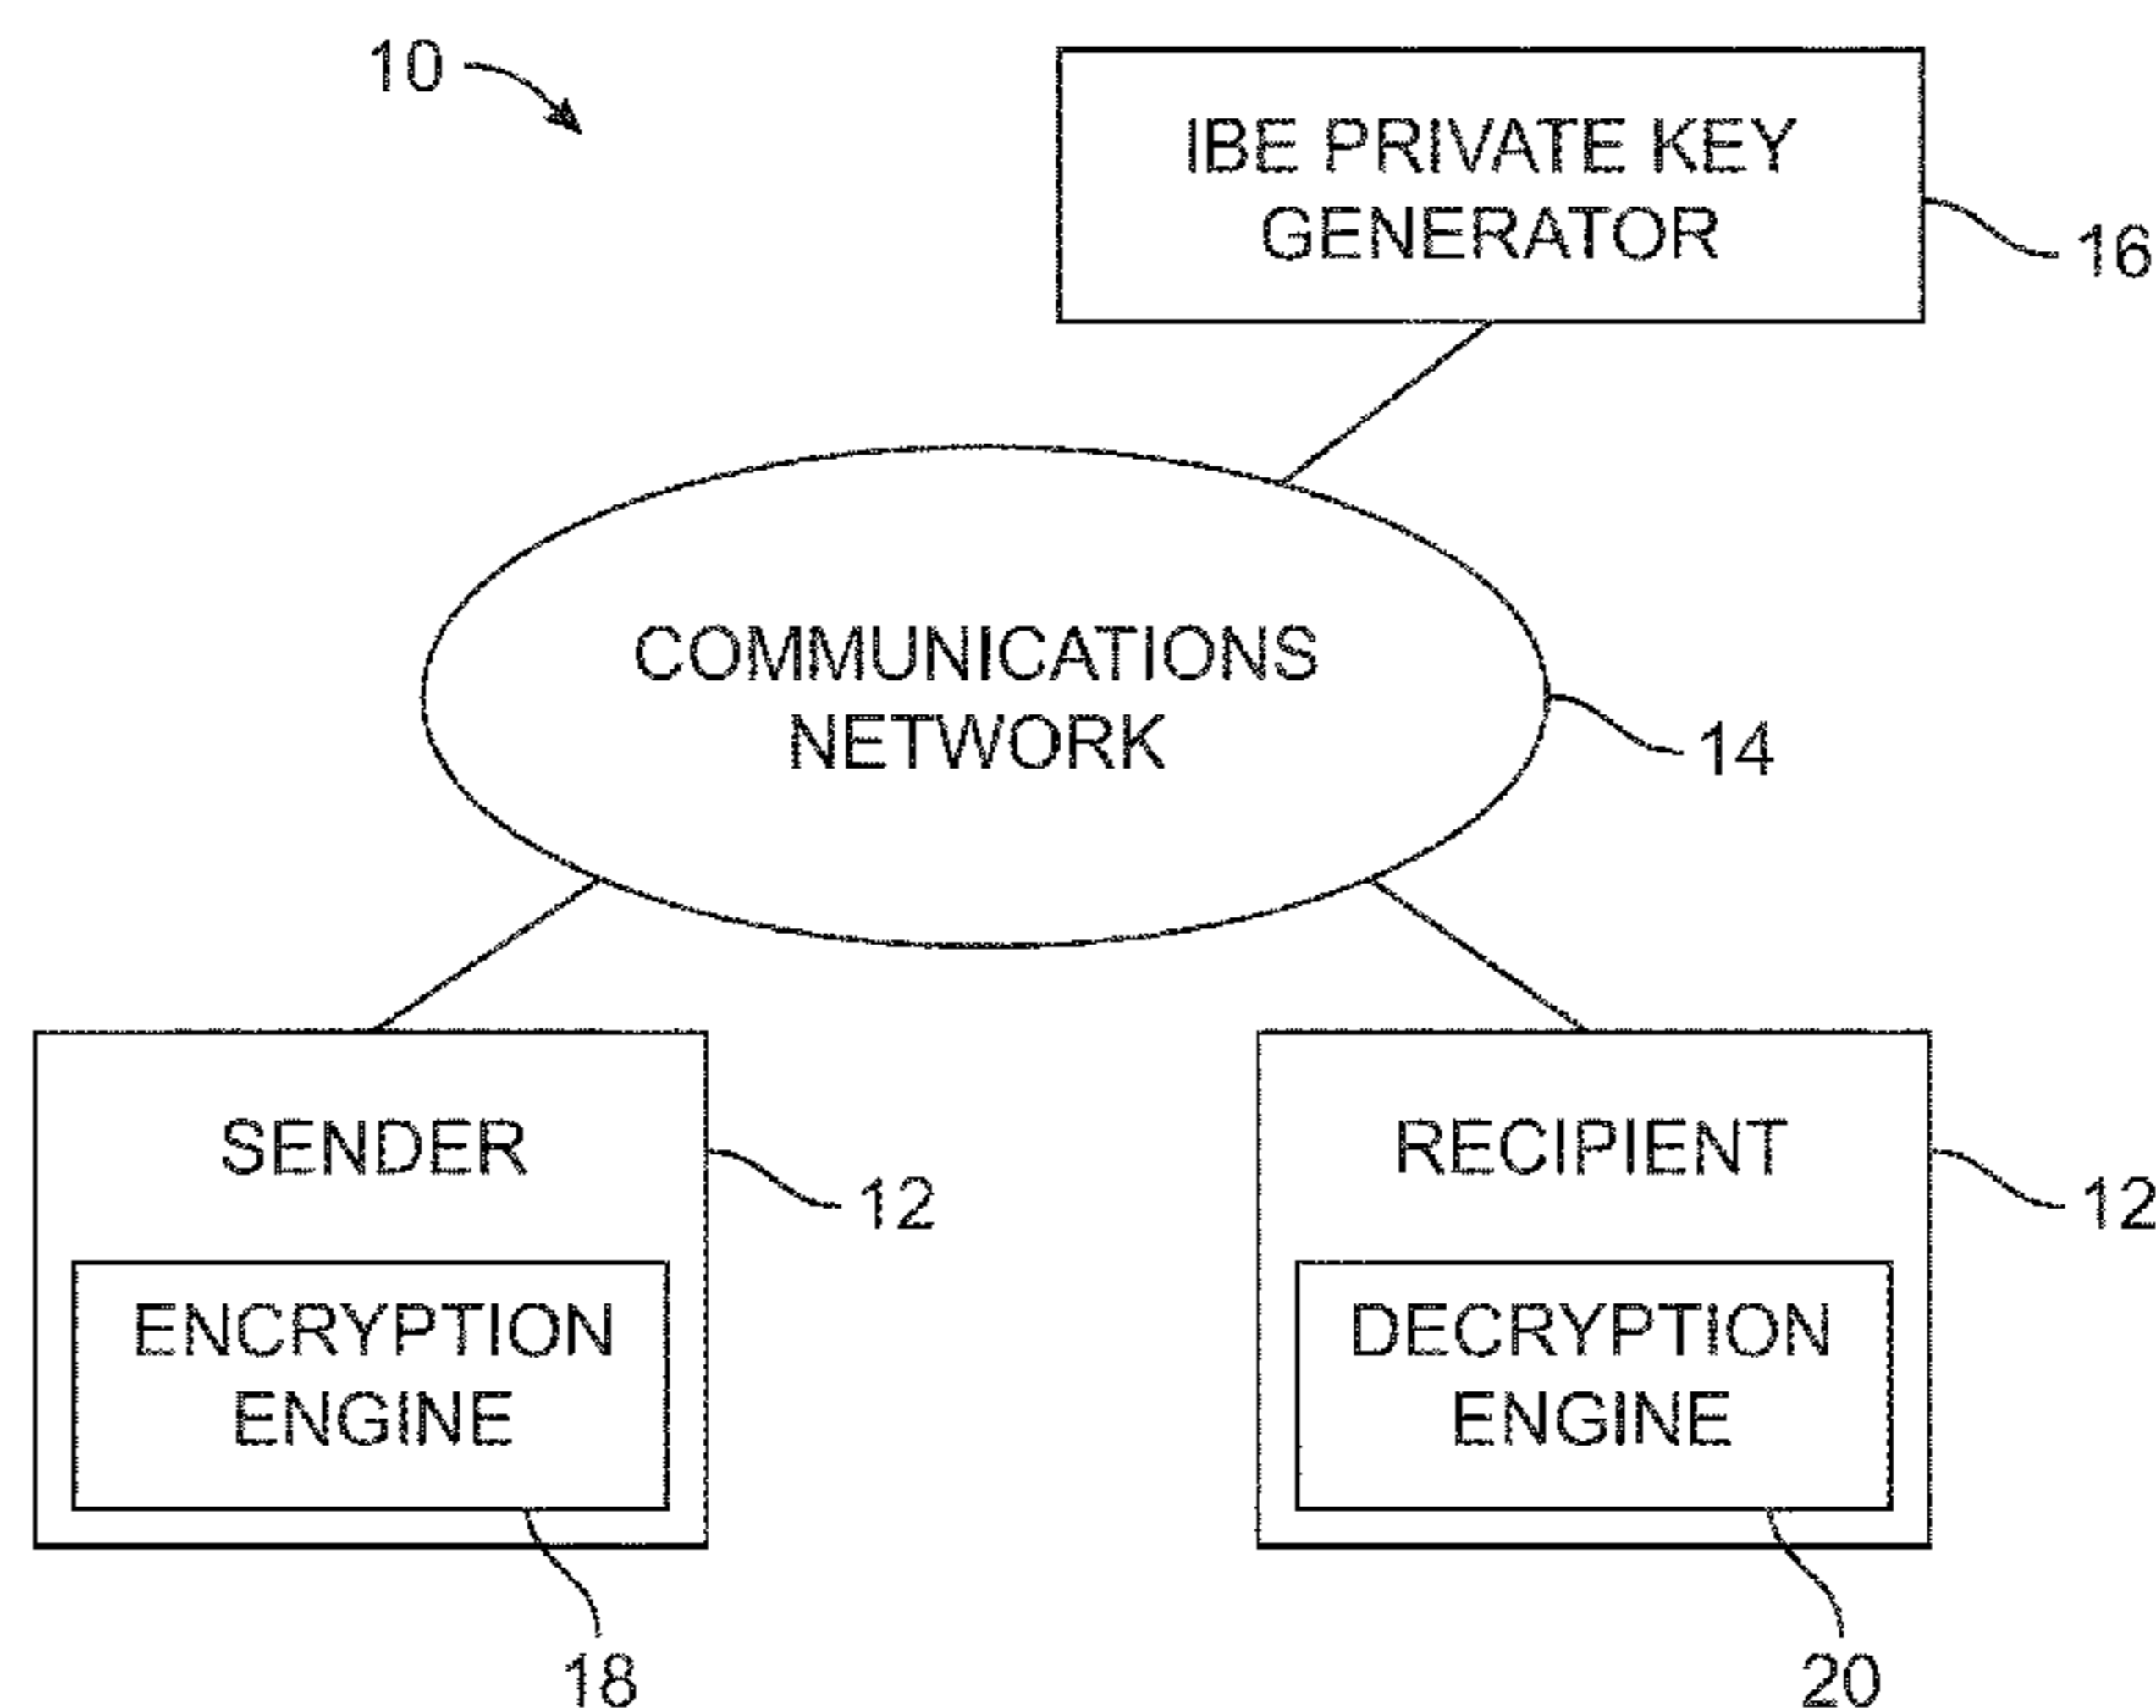 10
IBE PRIVATE KEY
GENERATOR
16
COMMUNICATIONS
NETWORK
14
SENDER
12
ENCRYPTION
ENGINE
18
RECIPIENT
12
DECRYPTION
ENGINE
20